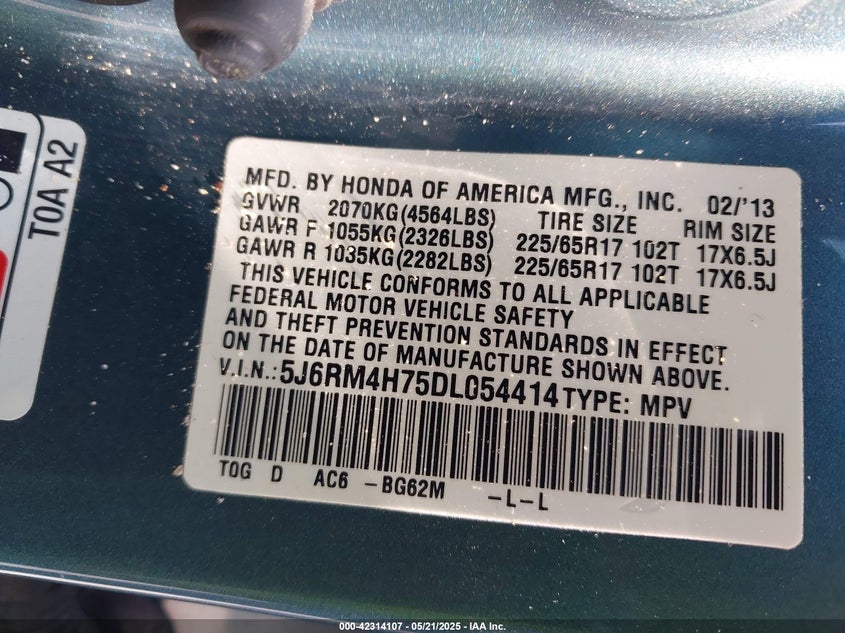 T0A A2
MFD. BY HONDA OF AMERICA MFG., INC. 02/'13
GVWR 2070KG(4564LBS) TIRE SIZE RIM SIZE
GAWR F 1055KG(2326LBS) 225/65R17 102T 17X6.5J
GAWR R 1035KG(2282LBS) 225/65R17 102T 17X6.5J
THIS VEHICLE CONFORMS TO ALL APPLICABLE
FEDERAL MOTOR VEHICLE SAFETY
AND THEFT PREVENTION STANDARDS IN EFFECT
ON THE DATE OF MANUFACTURE SHOWN ABOVE.
V.I.N.: 5J6RM4H75DL054414 TYPE: MPV
T0G D AC6 -BG62M -L-L
000-42314107 - 05/21/2025 - IAA Inc.